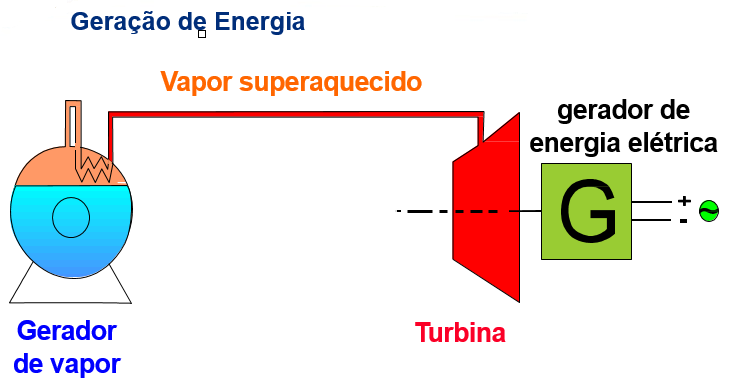 Geração de Energia
Vapor superaquecido
gerador de
energia elétrica
G
+
-
~
Gerador
de vapor
Turbina